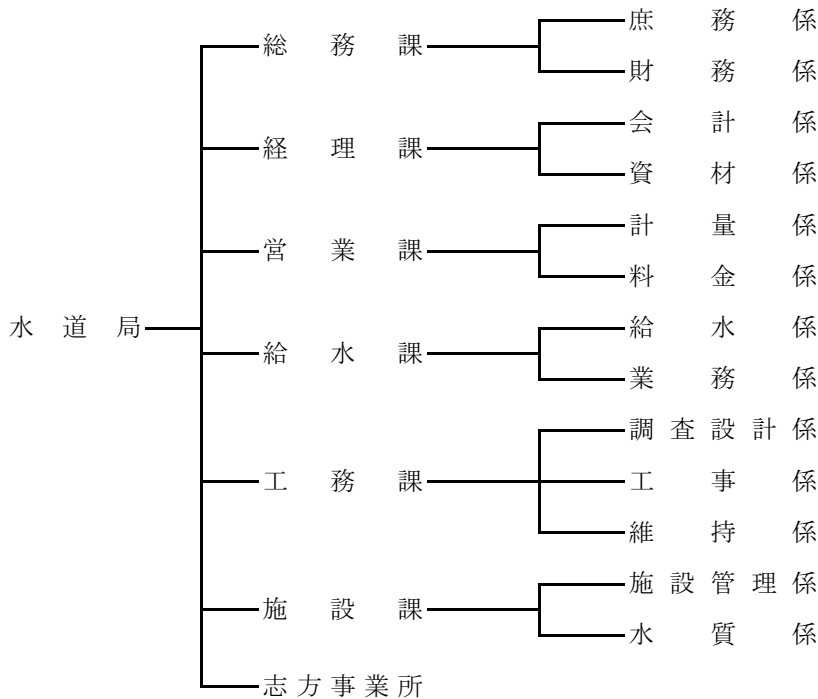 水道局
総務課
庶務係
財務係
経理課
会計係
資材係
営業課
計量係
料金係
給水課
給水係
業務係
工務課
調査設計係
工事係
維持係
施設課
施設管理係
水質係
志方事業所